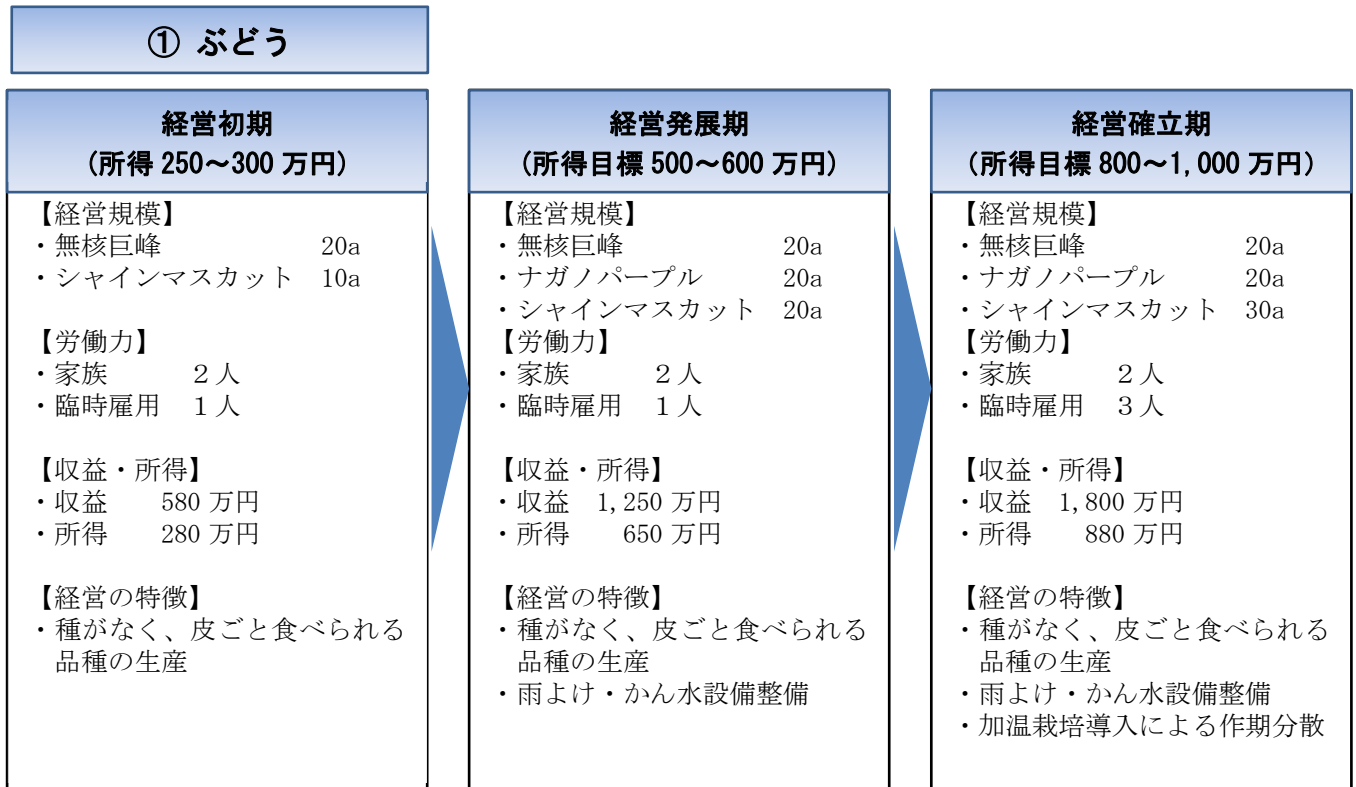 ① ぶどう
経営初期
(所得 250～300 万円)
【経営規模】
・無核巨峰 20a
・シャインマスカット 10a
【労働力】
・家族 ２人
・臨時雇用 １人
【収益・所得】
・収益 580 万円
・所得 280 万円
【経営の特徴】
・種がなく、皮ごと食べられる
品種の生産
経営発展期
(所得目標 500～600 万円)
【経営規模】
・無核巨峰 20a
・ナガノパープル 20a
・シャインマスカット 20a
【労働力】
・家族 ２人
・臨時雇用 １人
【収益・所得】
・収益 1,250 万円
・所得 650 万円
【経営の特徴】
・種がなく、皮ごと食べられる
品種の生産
・雨よけ・かん水設備整備
経営確立期
(所得目標 800～1,000 万円)
【経営規模】
・無核巨峰 20a
・ナガノパープル 20a
・シャインマスカット 30a
【労働力】
・家族 ２人
・臨時雇用 ３人
【収益・所得】
・収益 1,800 万円
・所得 880 万円
【経営の特徴】
・種がなく、皮ごと食べられる
品種の生産
・雨よけ・かん水設備整備
・加温栽培導入による作期分散